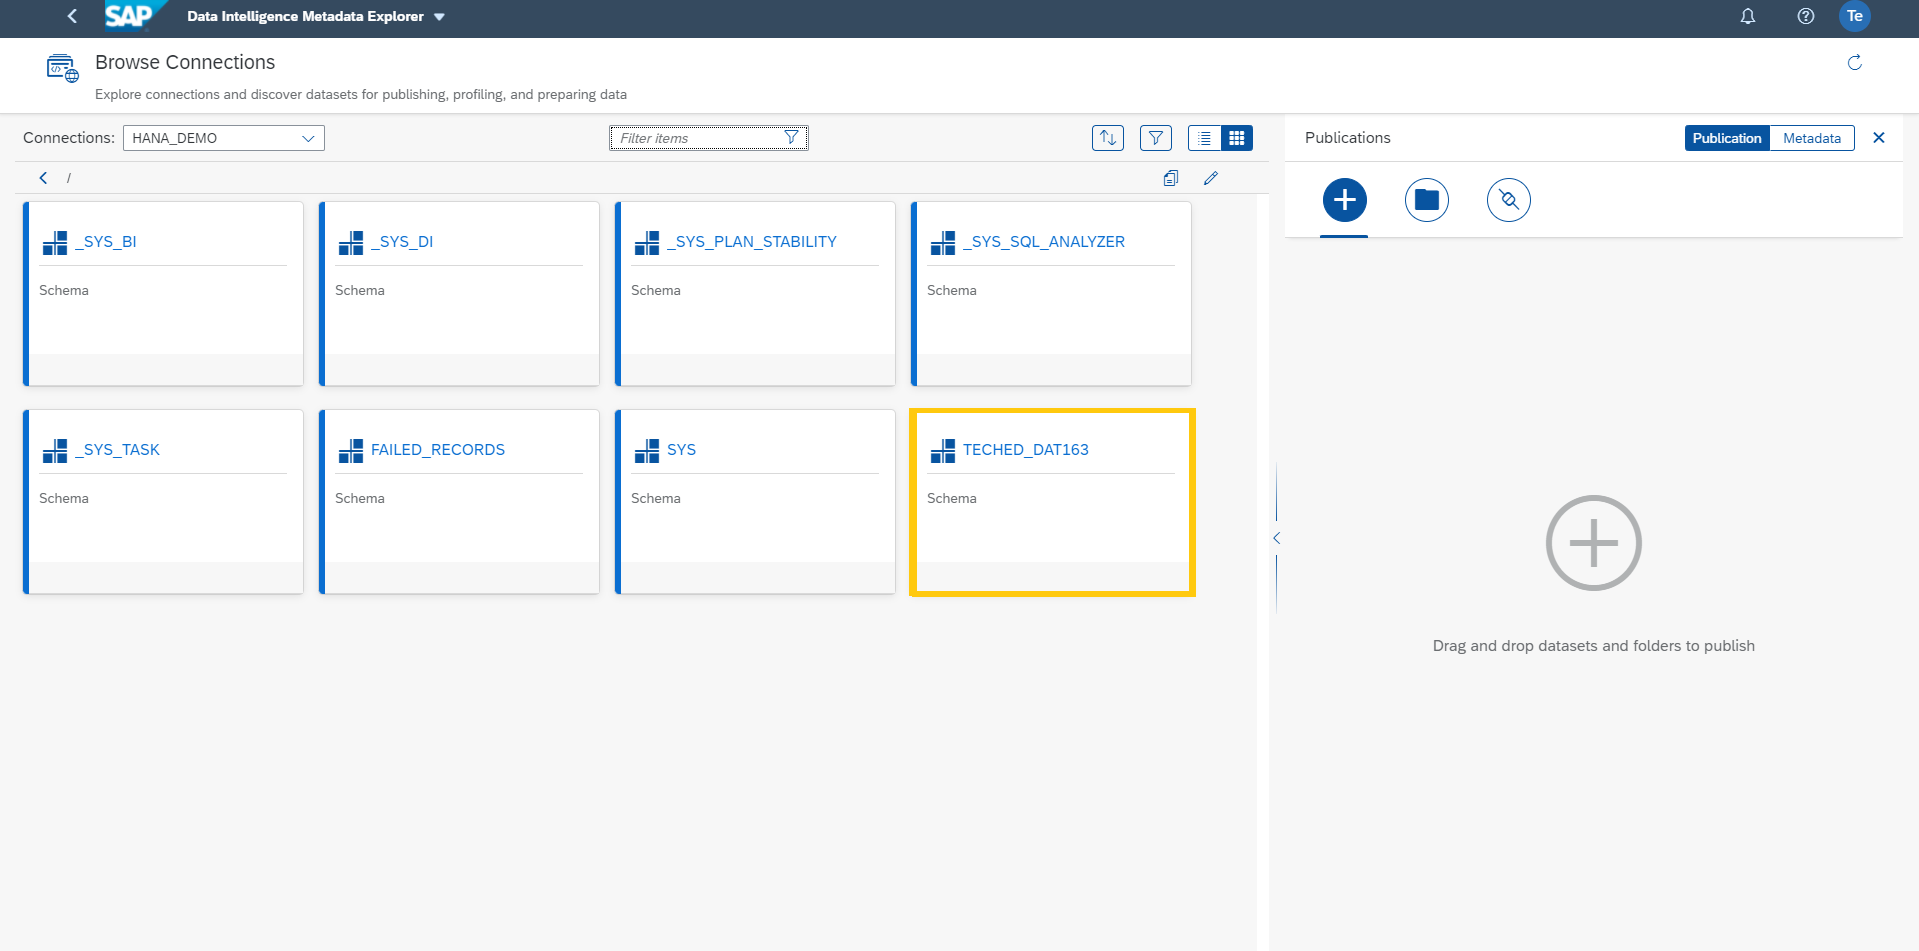 SAP Data Intelligence Metadata Explorer Te
Browse Connections
Explore connections and discover datasets for publishing, profiling, and preparing data
Connections: HANA_DEMO Filter items
/
_SYS_BI
Schema
_SYS_DI
Schema
_SYS_PLAN_STABILITY
Schema
_SYS_SQL_ANALYZER
Schema
_SYS_TASK
Schema
FAILED_RECORDS
Schema
SYS
Schema
TECHED_DAT163
Schema
Publications Publication Metadata
Drag and drop datasets and folders to publish